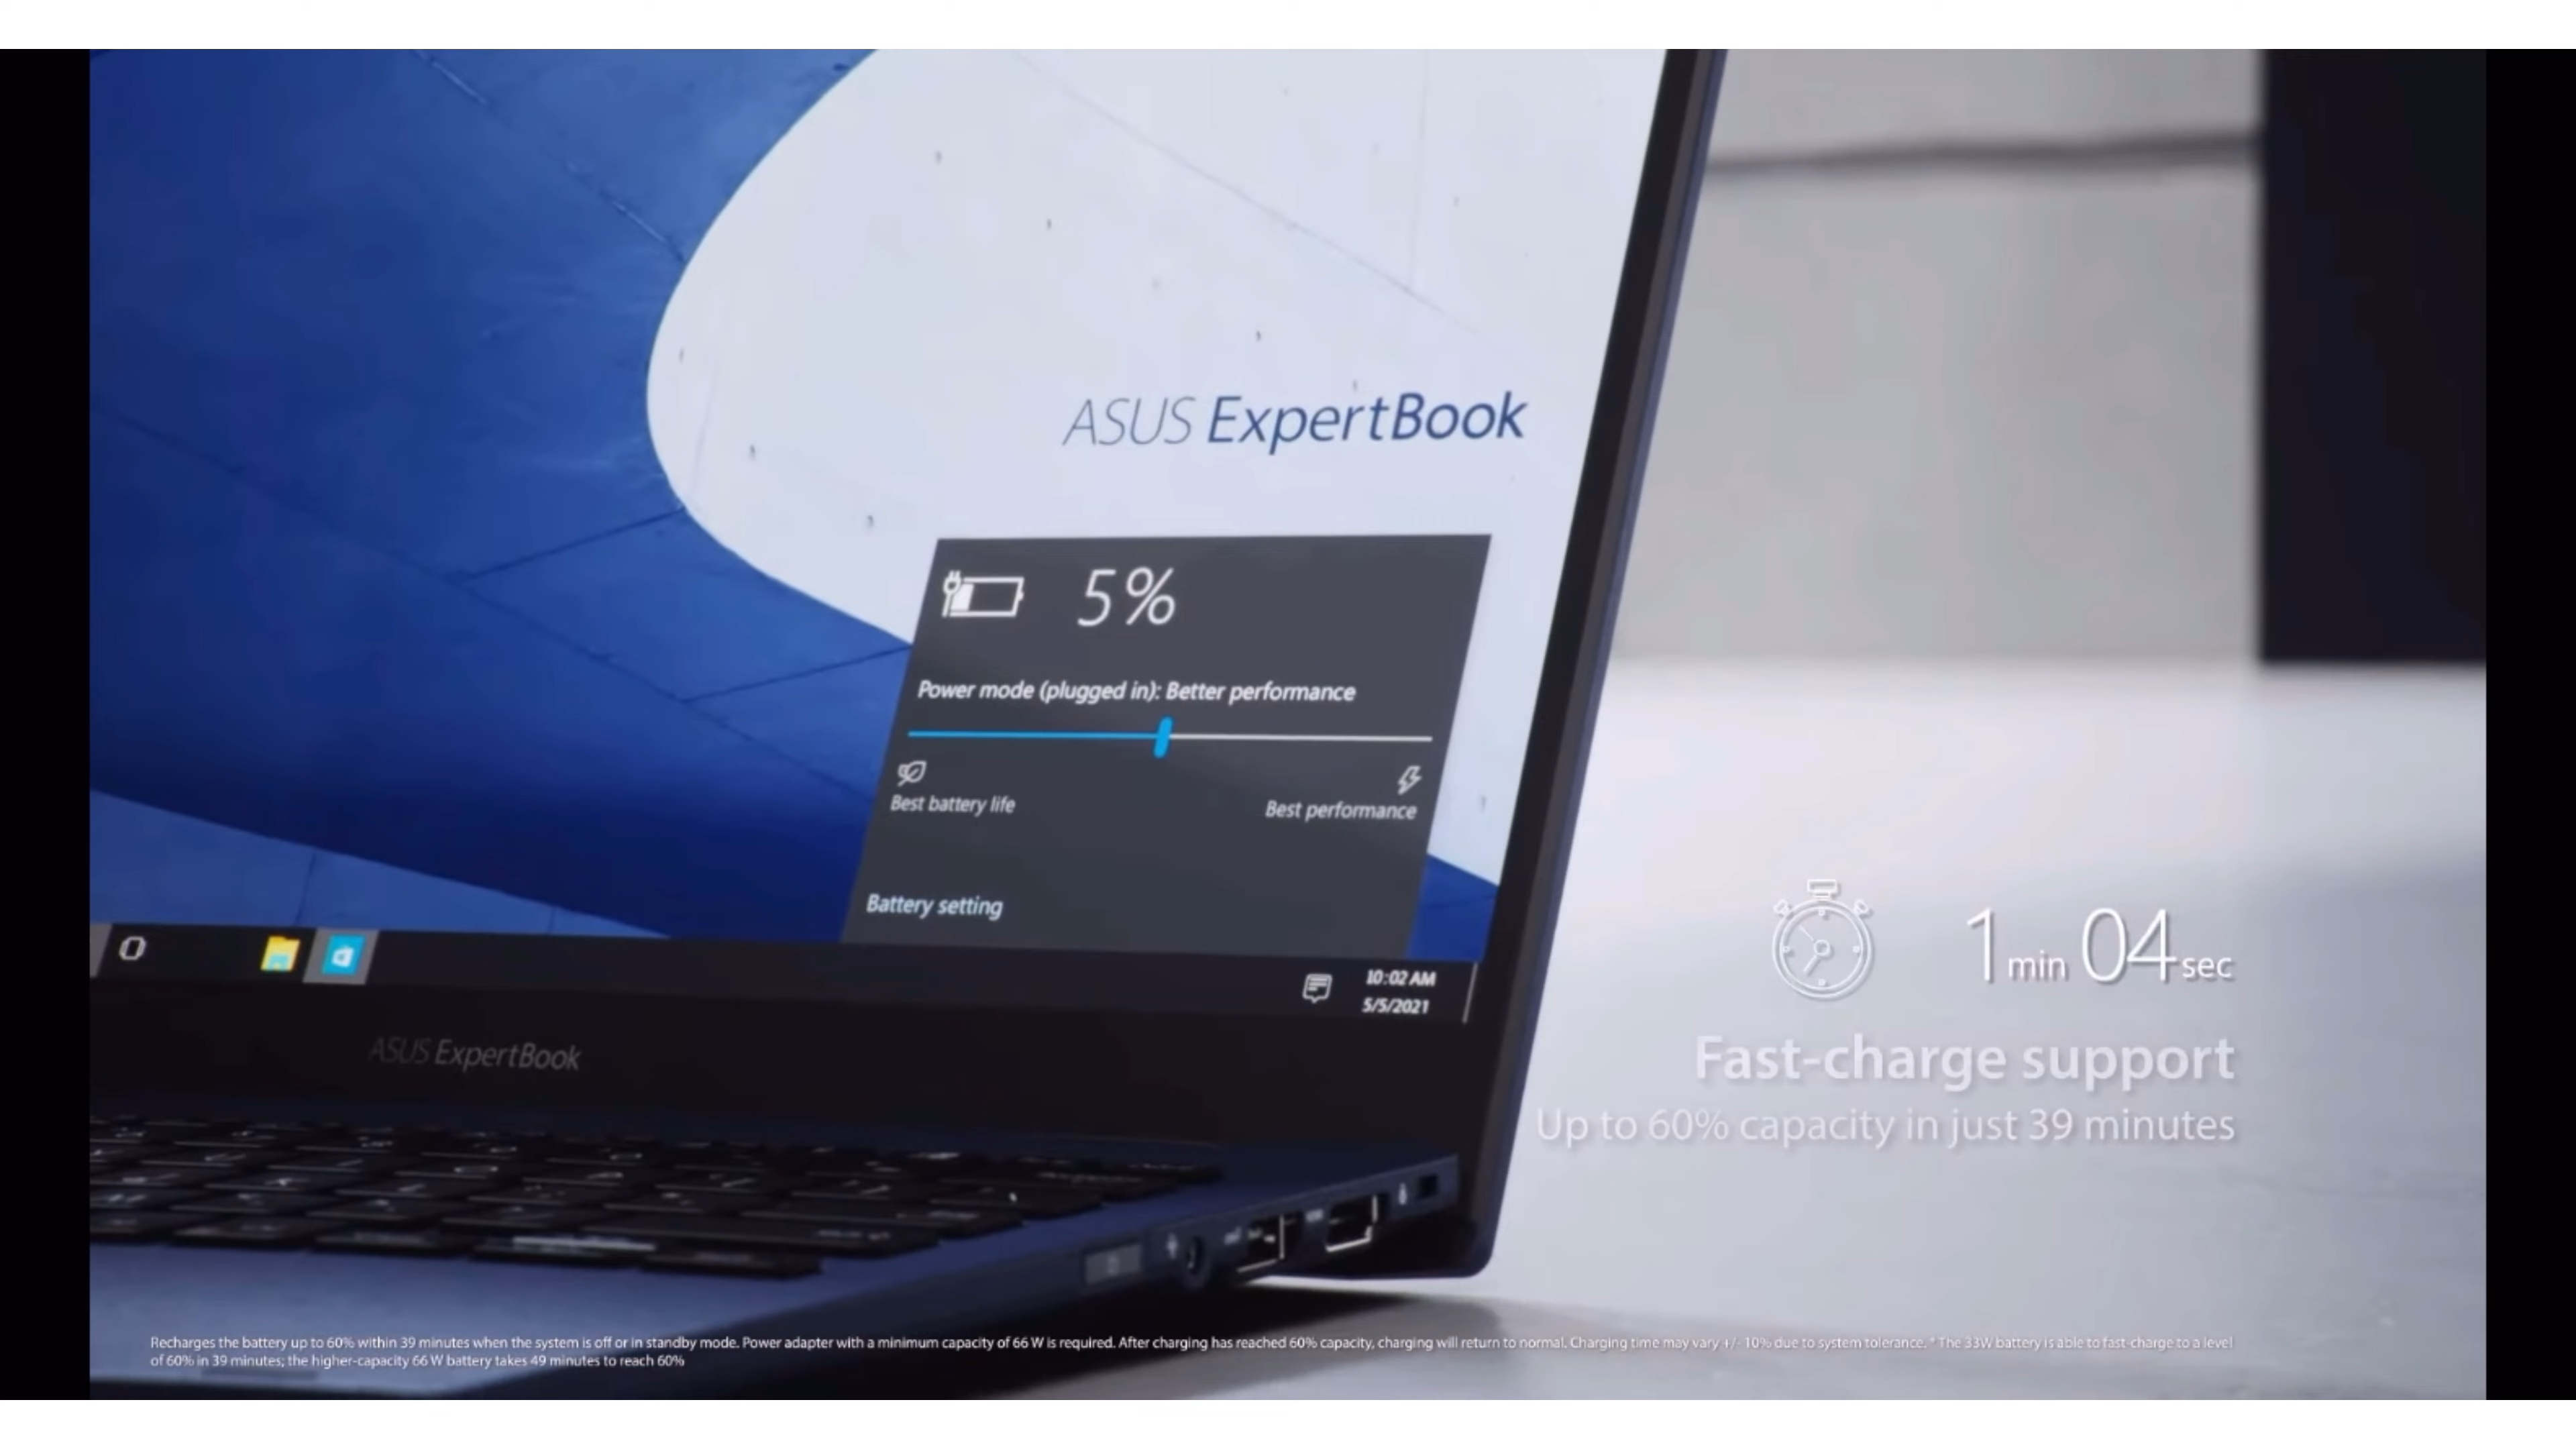 ASUS ExpertBook
5%
Power mode (plugged in): Better performance
Best battery life
Best performance
Battery setting
10:02 AM
5/5/2021
ASUS ExpertBook
1 min 04 sec
Fast-charge support
Up to 60% capacity in just 39 minutes
Recharges the battery up to 60% within 39 minutes when the system is off or in standby mode. Power adapter with a minimum capacity of 66 W is required. After charging has reached 60% capacity, charging will return to normal. Charging time may vary +/- 10% due to system tolerance. * The 33W battery is able to fast-charge to a level
of 60% in 39 minutes; the higher-capacity 66 W battery takes 49 minutes to reach 60%